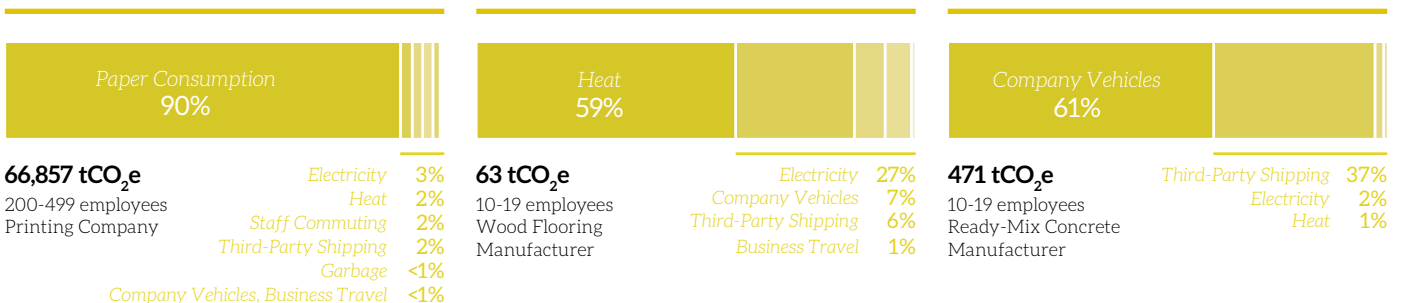 Paper Consumption
90%
66,857 tCO2e
200-499 employees
Printing Company
Electricity 3%
Heat 2%
Staff Commuting 2%
Third-Party Shipping 2%
Garbage <1%
Company Vehicles, Business Travel <1%
Heat
59%
63 tCO2e
10-19 employees
Wood Flooring
Manufacturer
Electricity 27%
Company Vehicles 7%
Third-Party Shipping 6%
Business Travel 1%
Company Vehicles
61%
471 tCO2e
10-19 employees
Ready-Mix Concrete
Manufacturer
Third-Party Shipping 37%
Electricity 2%
Heat 1%